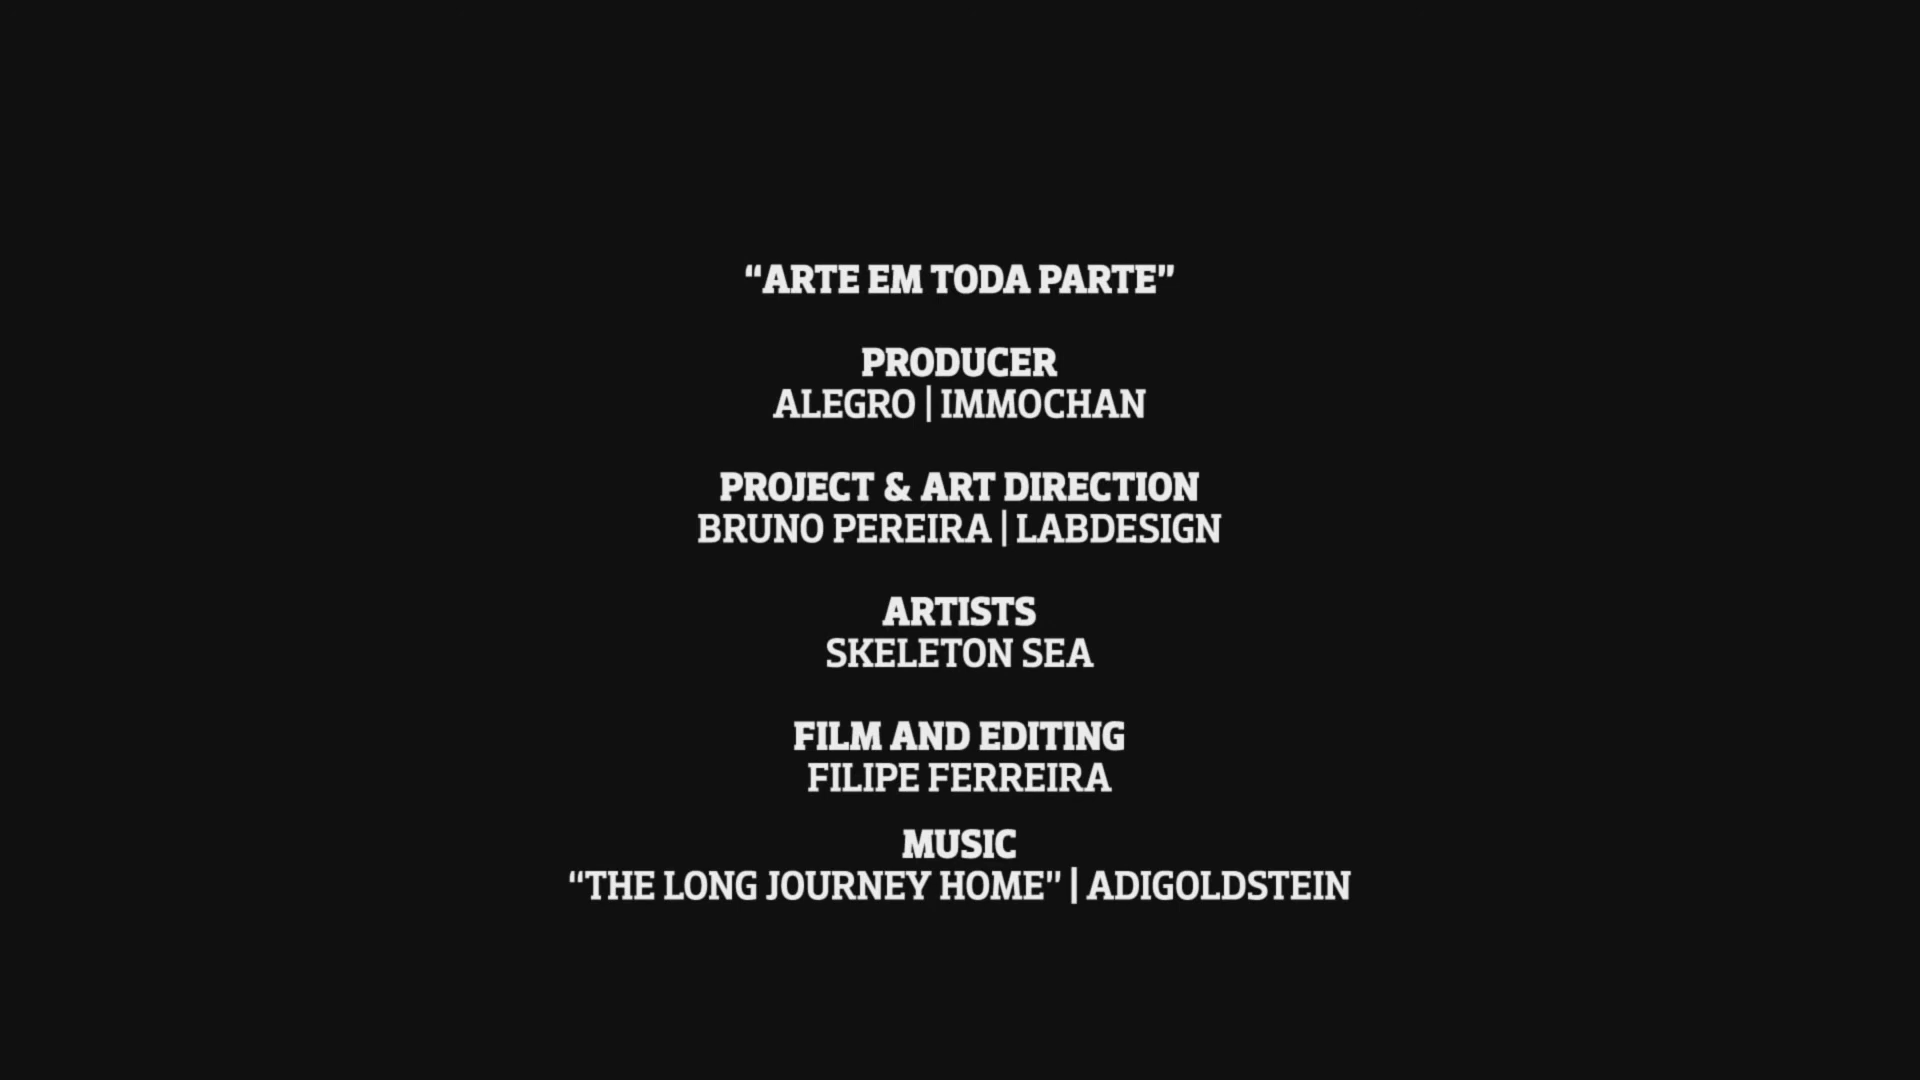 “ARTE EM TODA PARTE”
PRODUCER
ALEGRO | IMMOCHAN
PROJECT & ART DIRECTION
BRUNO PEREIRA | LABDESIGN
ARTISTS
SKELETON SEA
FILM AND EDITING
FILIPE FERREIRA
MUSIC
“THE LONG JOURNEY HOME” | ADIGOLDSTEIN